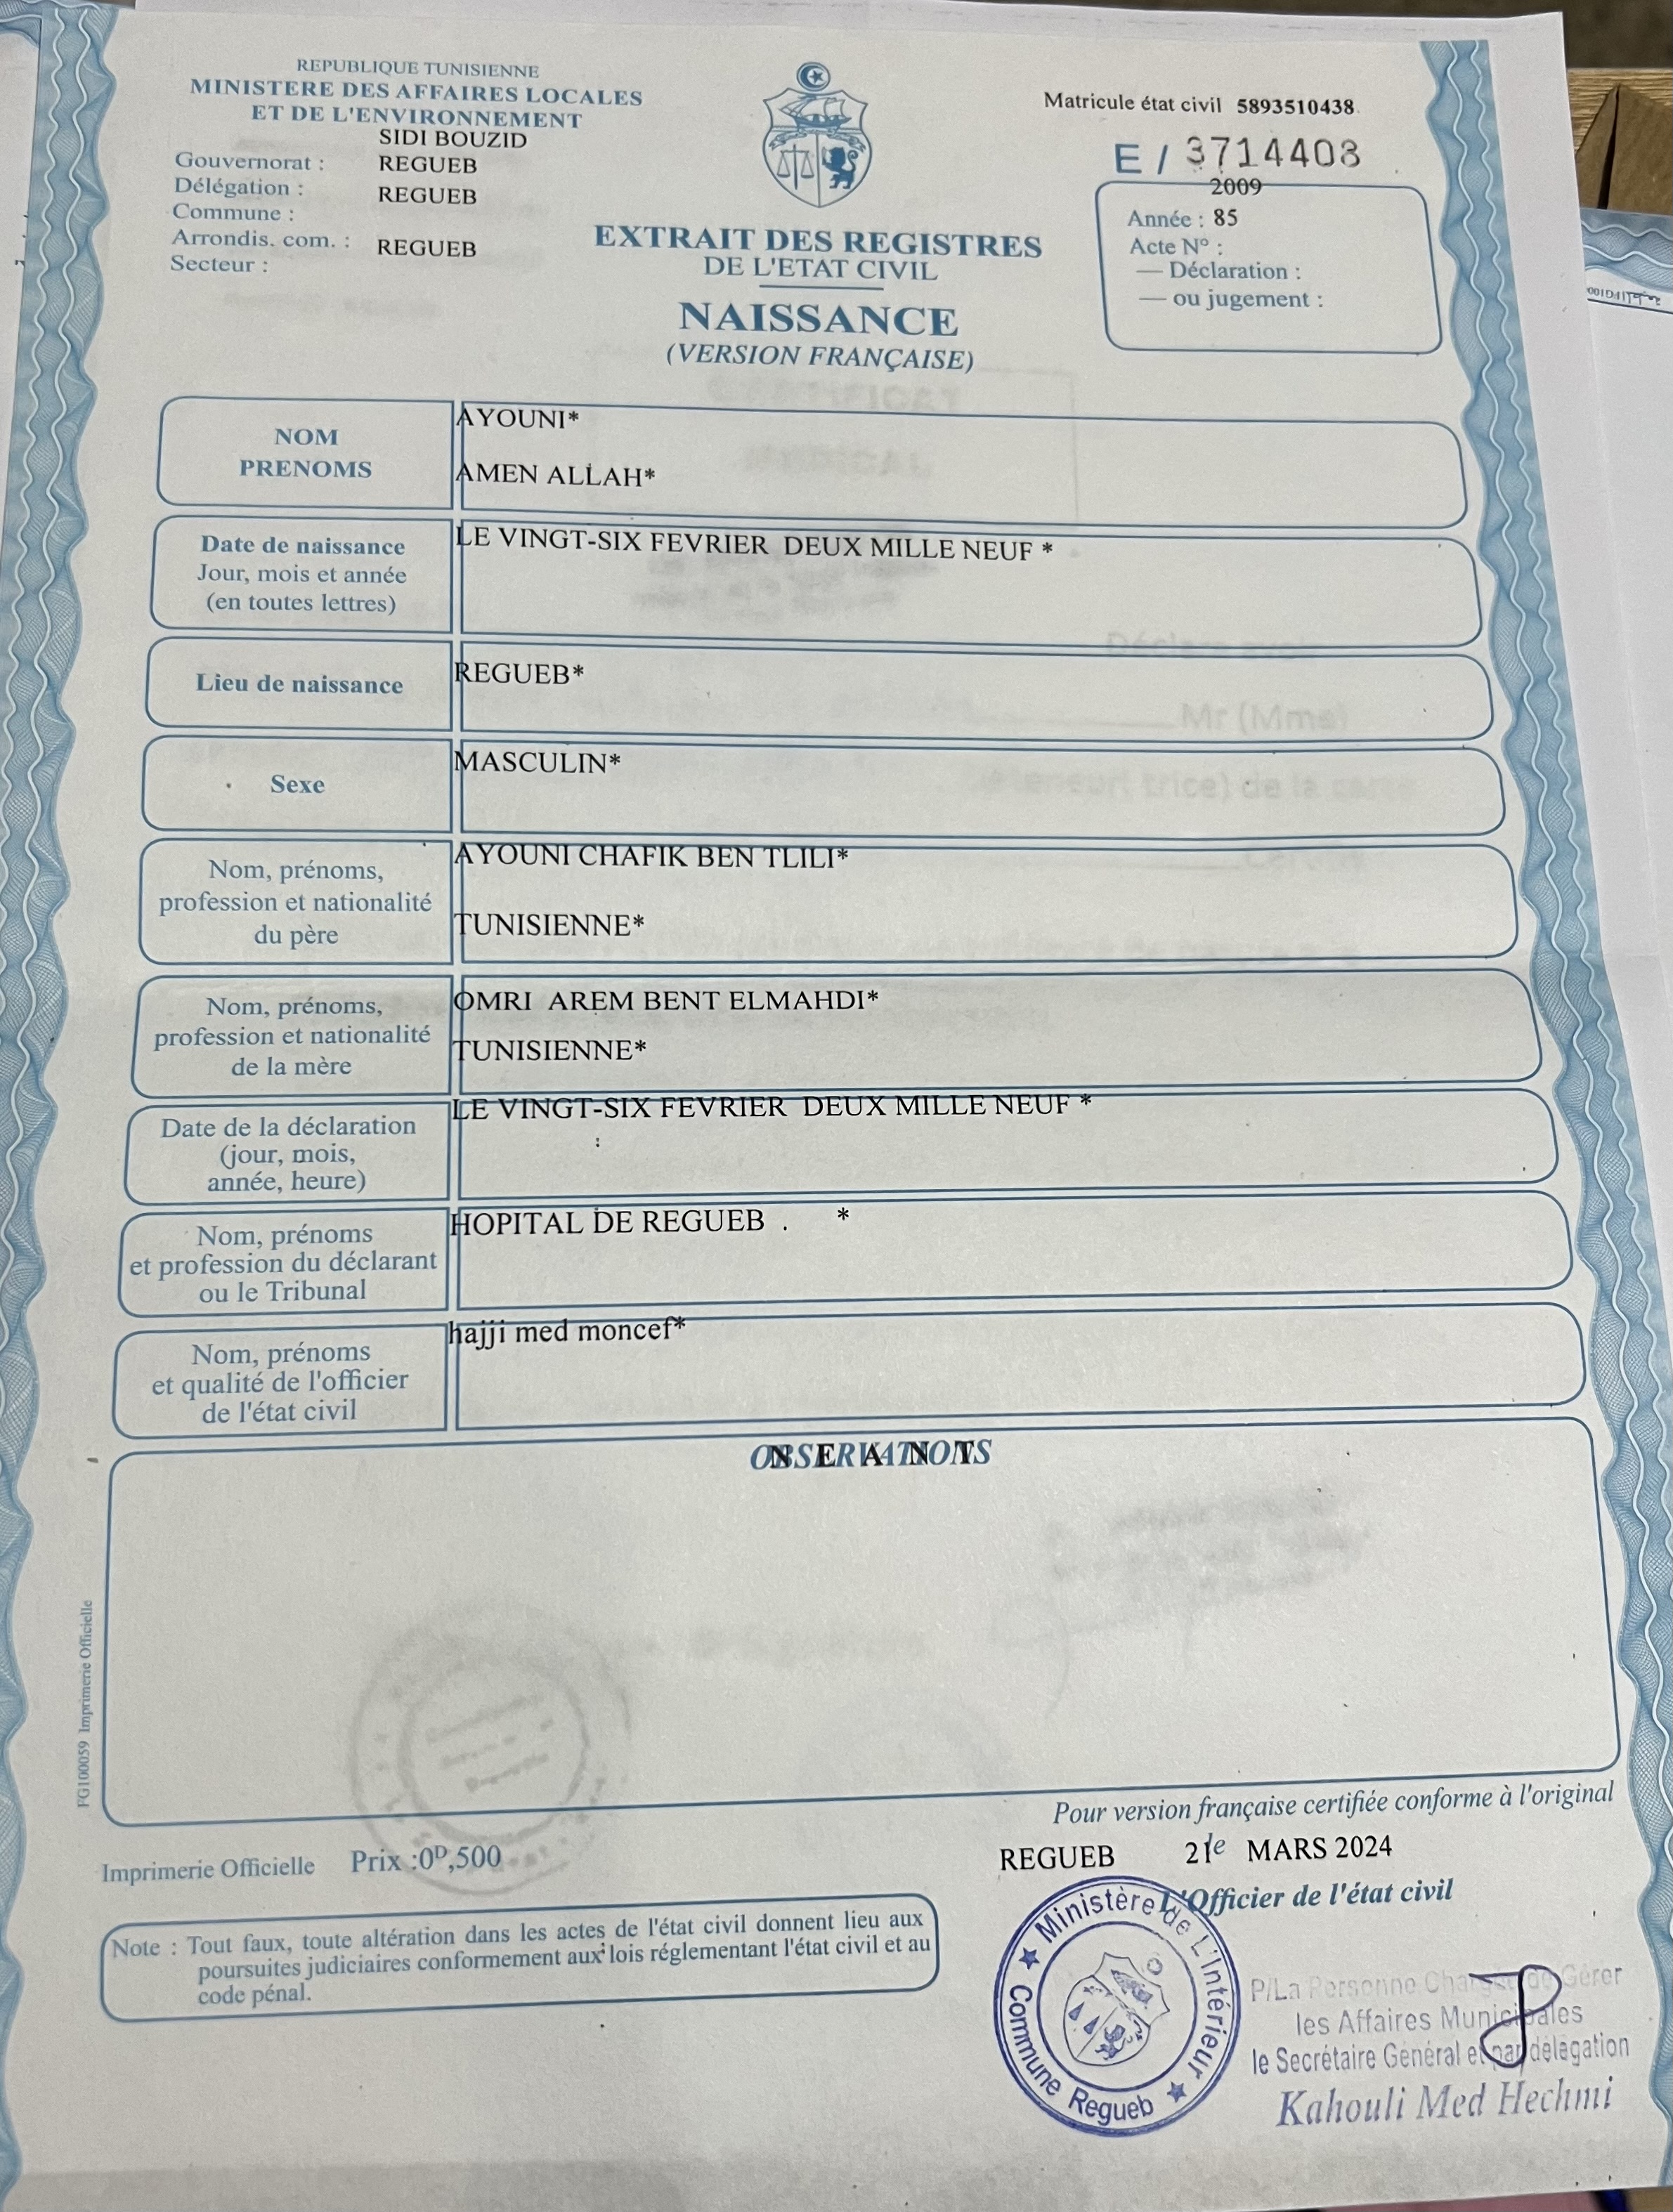 REPUBLIQUE TUNISIENNE
MINISTERE DES AFFAIRES LOCALES
ET DE L'ENVIRONNEMENT
SIDI BOUZID
Gouvernorat : REGUEB
Délégation : REGUEB
Commune :
Arrondis. com. : REGUEB
Secteur :
Matricule état civil 5893510438
E / 3714408
2009
Année : 85
Acte N° :
— Déclaration :
— ou jugement :
EXTRAIT DES REGISTRES
DE L'ETAT CIVIL
NAISSANCE
(VERSION FRANÇAISE)
NOM
PRENOMS
AYOUNI*
AMEN ALLAH*
Date de naissance
Jour, mois et année
(en toutes lettres)
LE VINGT-SIX FEVRIER DEUX MILLE NEUF *
Lieu de naissance
REGUEB*
Sexe
MASCULIN*
Nom, prénoms,
profession et nationalité
du père
AYOUNI CHAFIK BEN TLILI*
TUNISIENNE*
Nom, prénoms,
profession et nationalité
de la mère
OMRI AREM BENT ELMAHDI*
TUNISIENNE*
Date de la déclaration
(jour, mois,
année, heure)
LE VINGT-SIX FEVRIER DEUX MILLE NEUF *
:
Nom, prénoms
et profession du déclarant
ou le Tribunal
HOPITAL DE REGUEB . *
Nom, prénoms
et qualité de l'officier
de l'état civil
hajji med moncef*
OBSERVATIONS
N E A N T
FG100059 Imprimerie Officielle
Pour version française certifiée conforme à l'original
REGUEB 21 le MARS 2024
L'Officier de l'état civil
Imprimerie Officielle Prix :0ᴰ,500
Note : Tout faux, toute altération dans les actes de l'état civil donnent lieu aux
poursuites judiciaires conformement aux lois réglementant l'état civil et au
code pénal.
Ministère de L'Intérieur
Commune Regueb
P/La Personne Chargée de Gérer
les Affaires Municipales
le Secrétaire Général et par délégation
Kahouli Med Hechmi